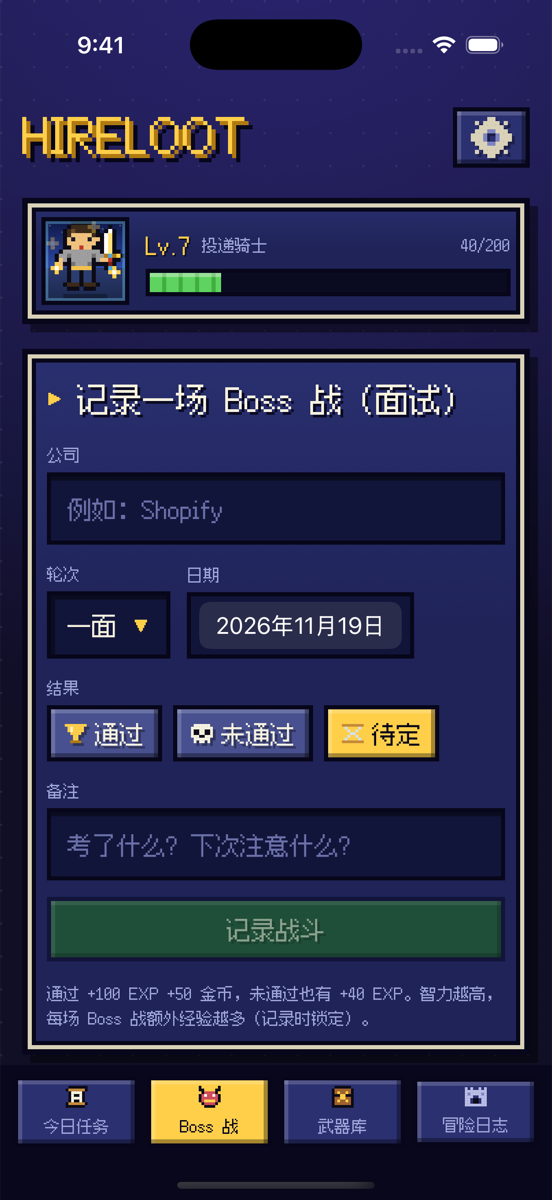 9:41
HIRELOOT
Lv.7 投递骑士 40/200
记录一场 Boss 战（面试）
公司
例如：Shopify
轮次 日期
一面 ▼ 2026年11月19日
结果
通过 未通过 待定
备注
考了什么？下次注意什么？
记录战斗
通过 +100 EXP +50 金币，未通过也有 +40 EXP。智力越高，
每场 Boss 战额外经验越多（记录时锁定）。
今日任务 Boss 战 武器库 冒险日志